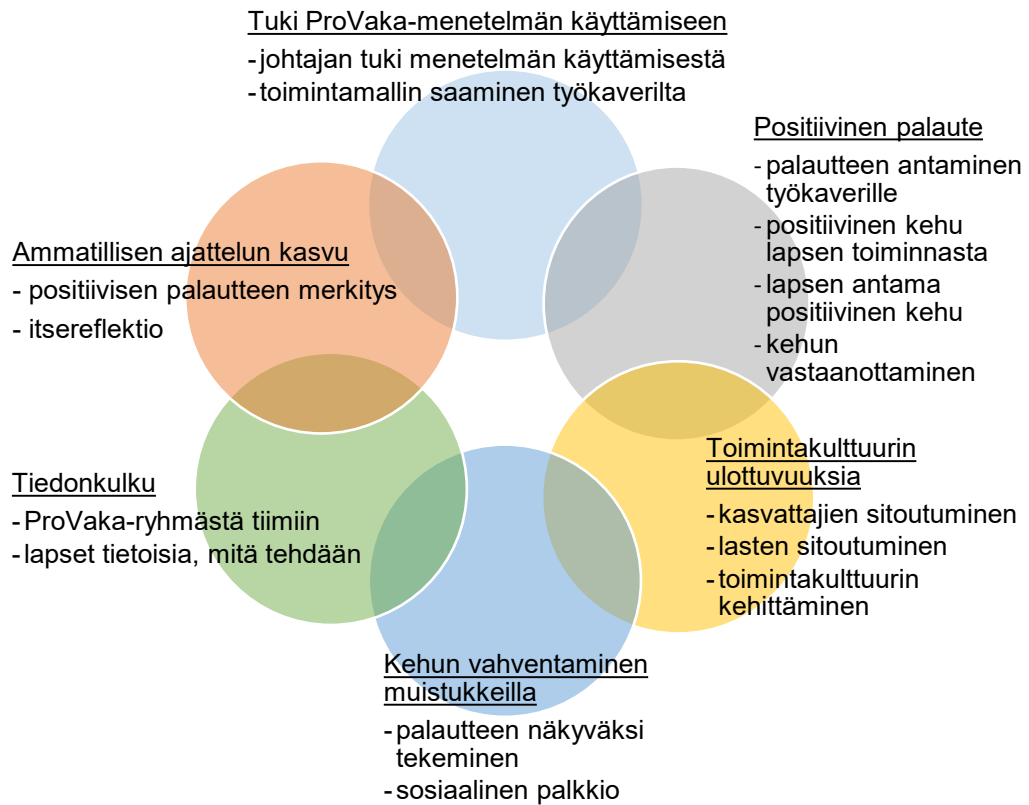 Tuki ProVaka-menetelmän käyttämiseen
-johtajan tuki menetelmän käyttämisestä
-toimintamallin saaminen työkaverilta
Positiivinen palaute
-palautteen antaminen
työkaverille
-positiivinen kehu
lapsen toiminnasta
-lapsen antama
positiivinen kehu
-kehun
vastaanottaminen
Toimintakulttuurin
ulottuvuuksia
-kasvattajien sitoutuminen
-lasten sitoutuminen
-toimintakulttuurin
kehittäminen
Kehun vahventaminen
muistukkeilla
-palautteen näkyväksi
tekeminen
-sosiaalinen palkkio
Tiedonkulku
-ProVaka-ryhmästä tiimiin
-lapset tietoisia, mitä tehdään
Ammatillisen ajattelun kasvu
- positiivisen palautteen merkitys
- itsereflektio